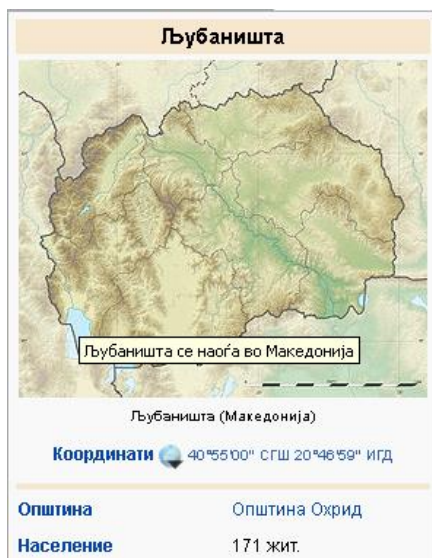 Љубаништа
Љубаништа се наоѓа во Македонија
Љубаништа (Македонија)
Координати 40°55′00″ СГШ 20°46′59″ ИГД
Општина Општина Охрид
Население 171 жит.